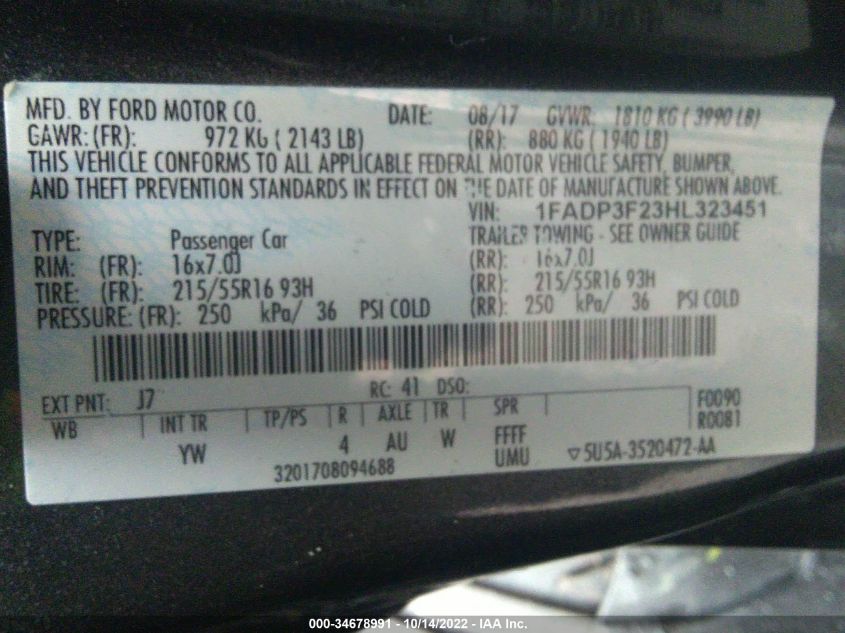 MFD. BY FORD MOTOR CO. DATE: 08/17 GVWR: 1810 KG ( 3990 LB)
GAWR: (FR): 972 KG ( 2143 LB) (RR): 880 KG ( 1940 LB)
THIS VEHICLE CONFORMS TO ALL APPLICABLE FEDERAL MOTOR VEHICLE SAFETY, BUMPER,
AND THEFT PREVENTION STANDARDS IN EFFECT ON THE DATE OF MANUFACTURE SHOWN ABOVE.
VIN: 1FADP3F23HL323451
TYPE: Passenger Car TRAILER TOWING - SEE OWNER GUIDE
RIM: (FR): 16x7.0J (RR): 16x7.0J
TIRE: (FR): 215/55R16 93H (RR): 215/55R16 93H
PRESSURE: (FR): 250 kPa/ 36 PSI COLD (RR): 250 kPa/ 36 PSI COLD
EXT PNT: J7 RC: 41 DSO:
WB INT TR TP/PS R AXLE TR SPR F0090
R0081
YW 4 AU W FFFF
UMU ▽5U5A-3520472-AA
3201708094688
000-34678991 - 10/14/2022 - IAA Inc.